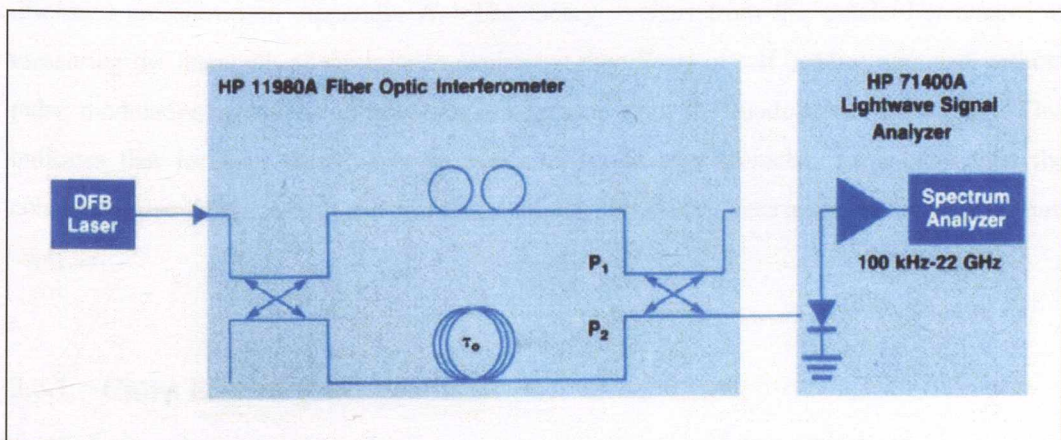 HP 11980A Fiber Optic Interferometer
HP 71400A
Lightwave Signal
Analyzer
DFB
Laser
Spectrum
Analyzer
100 kHz-22 GHz
P1
P2
τo